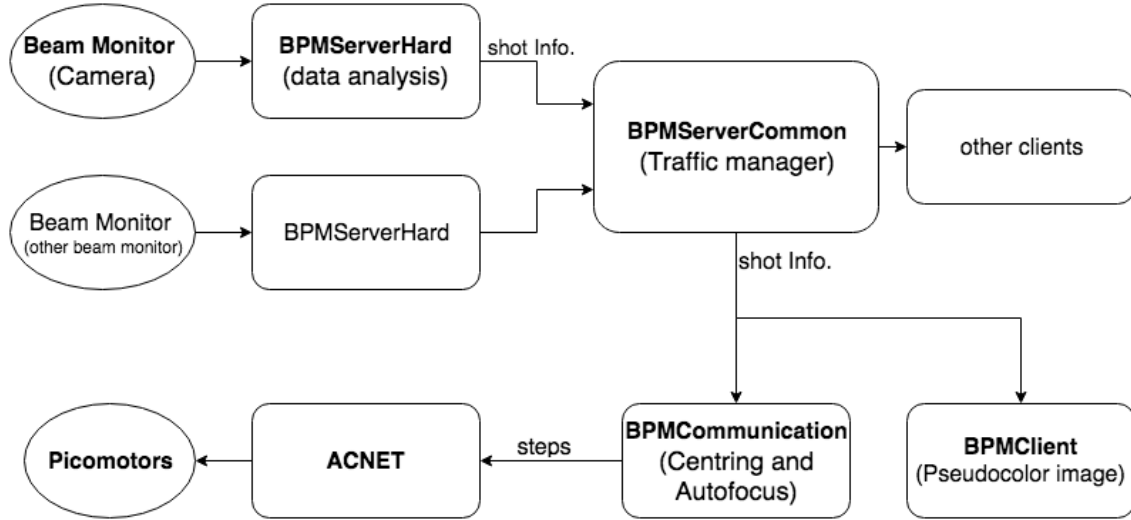 Beam Monitor
(Camera)
BPMServerHard
(data analysis)
shot Info.
BPMServerCommon
(Traffic manager)
other clients
Beam Monitor
(other beam monitor)
BPMServerHard
shot Info.
Picomotors
ACNET
steps
BPMCommunication
(Centring and
Autofocus)
BPMClient
(Pseudocolor image)